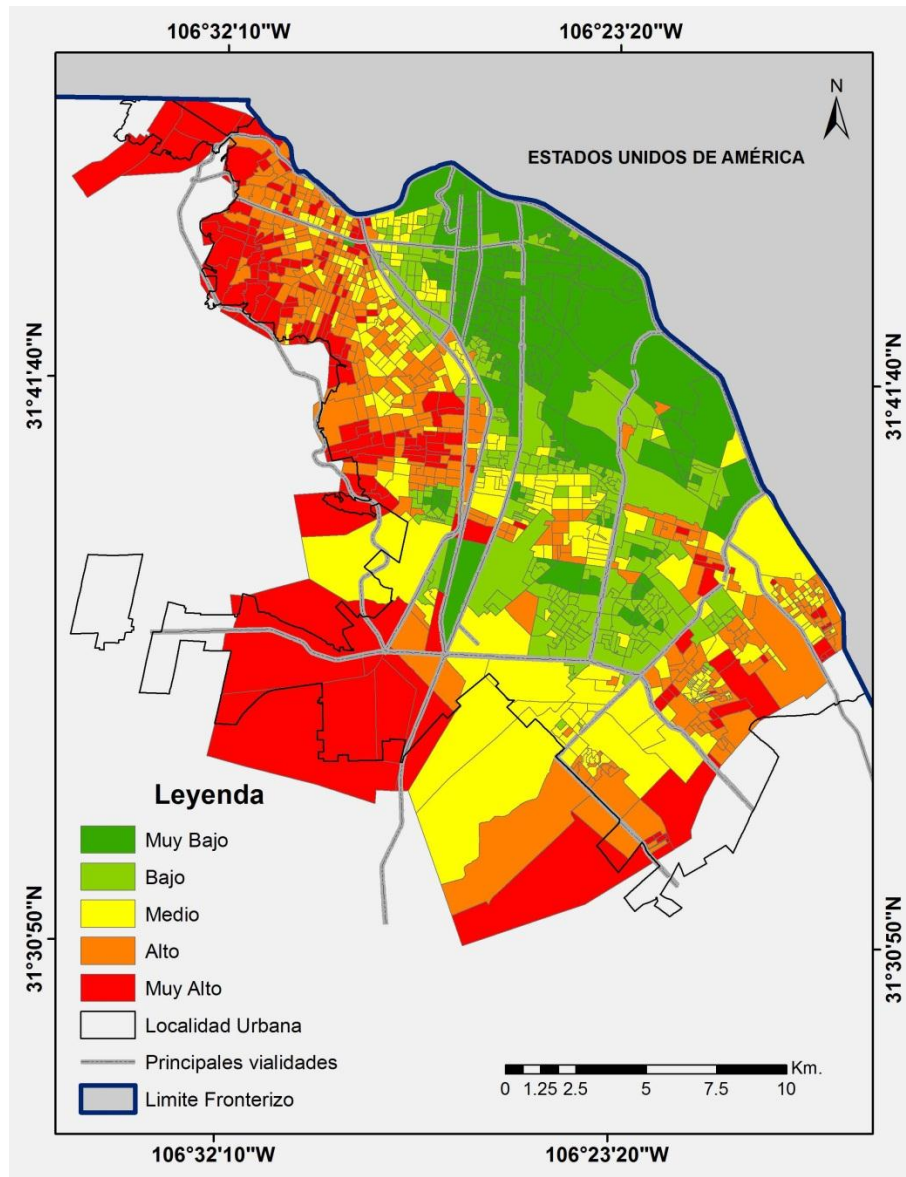 106°32'10"W
106°23'20"W
N
ESTADOS UNIDOS DE AMÉRICA
31°41'40"N
31°41'40"N
Leyenda
Muy Bajo
Bajo
Medio
Alto
Muy Alto
Localidad Urbana
Principales vialidades
Limite Fronterizo
31°30'50"N
31°30'50"N
Km.
0 1.25 2.5 5 7.5 10
106°32'10"W
106°23'20"W